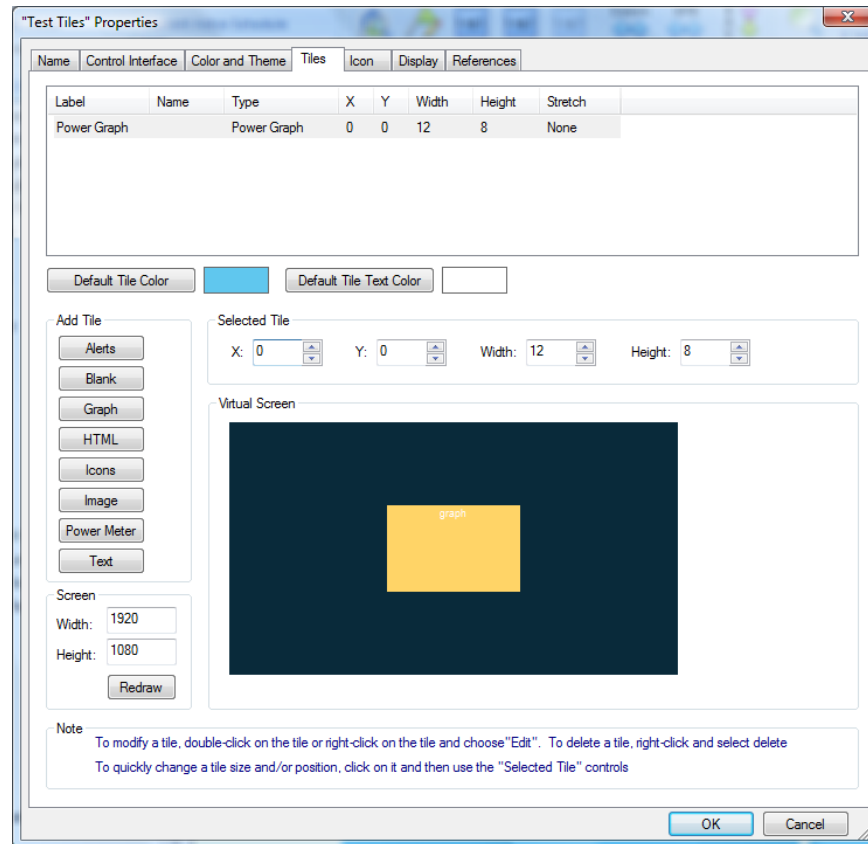 "Test Tiles" Properties
Name Control Interface Color and Theme Tiles Icon Display References
Label Name Type X Y Width Height Stretch
Power Graph Power Graph 0 0 12 8 None
Default Tile Color Default Tile Text Color
Add Tile
Alerts
Blank
Graph
HTML
Icons
Image
Power Meter
Text
Selected Tile
X: 0 Y: 0 Width: 12 Height: 8
Virtual Screen
graph
Screen
Width: 1920
Height: 1080
Redraw
Note
To modify a tile, double-click on the tile or right-click on the tile and choose"Edit". To delete a tile, right-click and select delete
To quickly change a tile size and/or position, click on it and then use the "Selected Tile" controls
OK Cancel